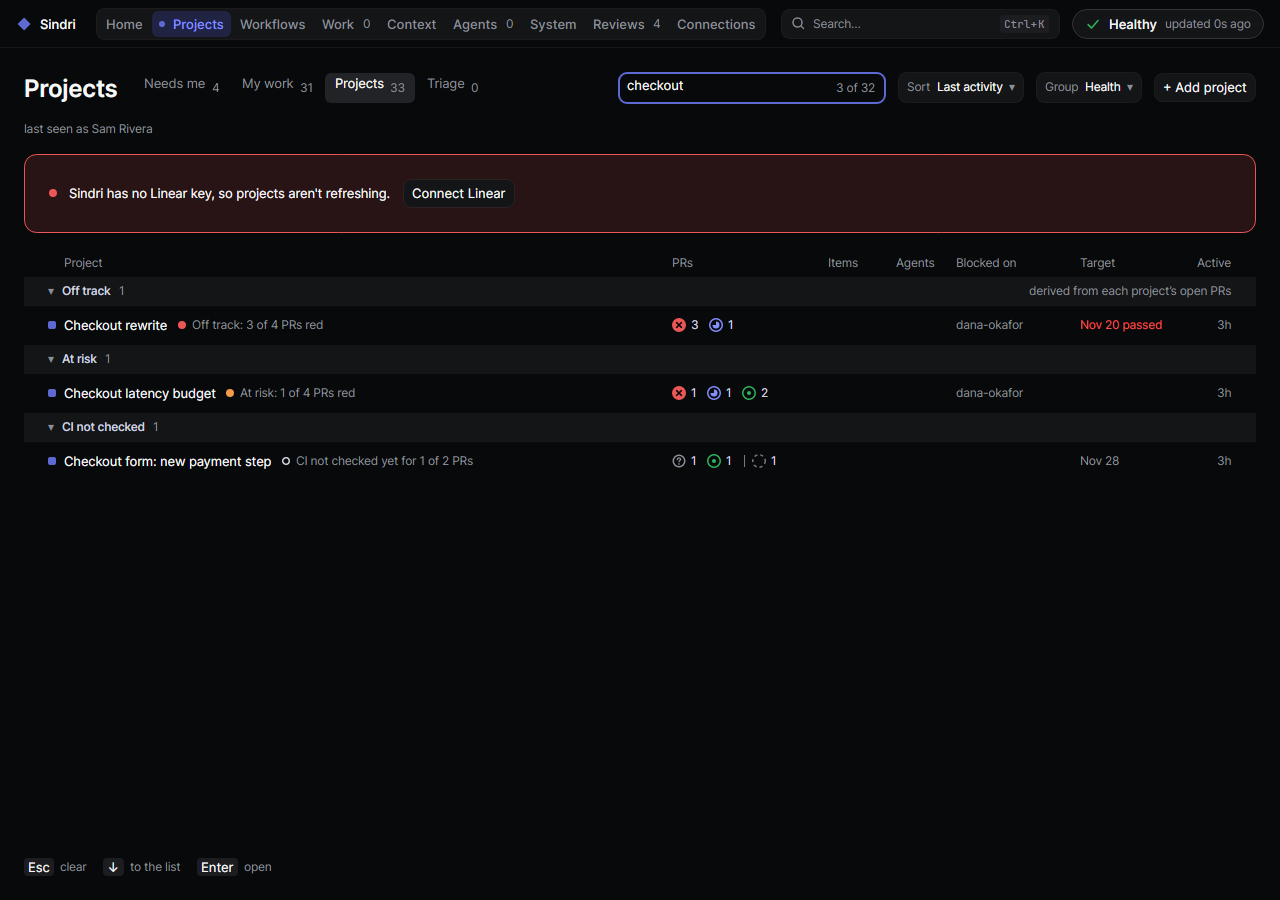 Sindri Home Projects Workflows Work 0 Context Agents 0 System Reviews 4 Connections Search... Ctrl+K Healthy updated 0s ago
Projects Needs me 4 My work 31 Projects 33 Triage 0 checkout 3 of 32 Sort Last activity Group Health + Add project
last seen as Sam Rivera
Sindri has no Linear key, so projects aren't refreshing. Connect Linear
Project PRs Items Agents Blocked on Target Active
Off track 1 derived from each project's open PRs
Checkout rewrite Off track: 3 of 4 PRs red 3 1 dana-okafor Nov 20 passed 3h
At risk 1
Checkout latency budget At risk: 1 of 4 PRs red 1 1 2 dana-okafor 3h
CI not checked 1
Checkout form: new payment step CI not checked yet for 1 of 2 PRs 1 1 1 Nov 28 3h
Esc clear ↓ to the list Enter open